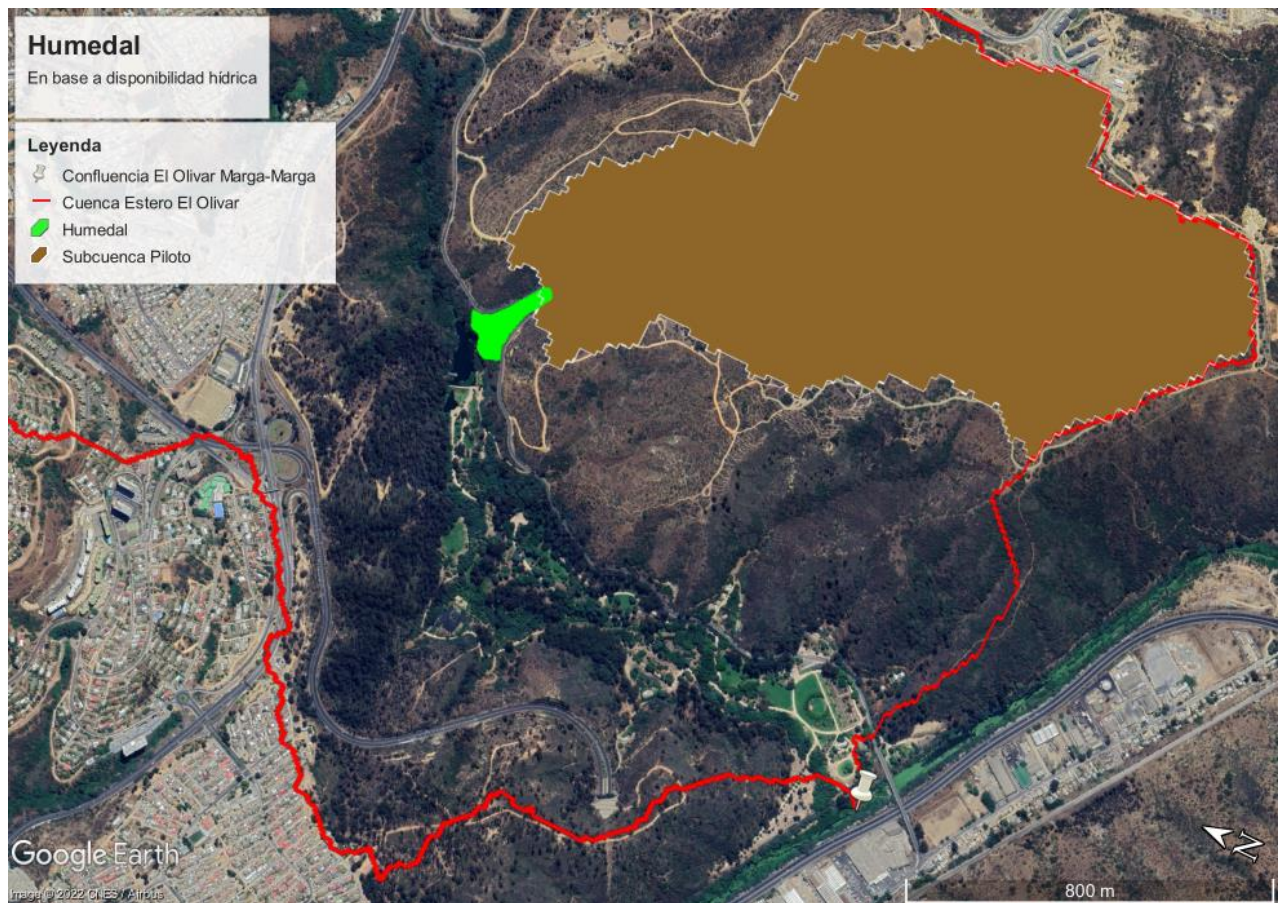 Humedal
En base a disponibilidad hídrica
Leyenda
Confluencia El Olivar Marga-Marga
Cuenca Estero El Olivar
Humedal
Subcuenca Piloto
Google Earth
Image © 2022 CNES / Airbus
N
800 m